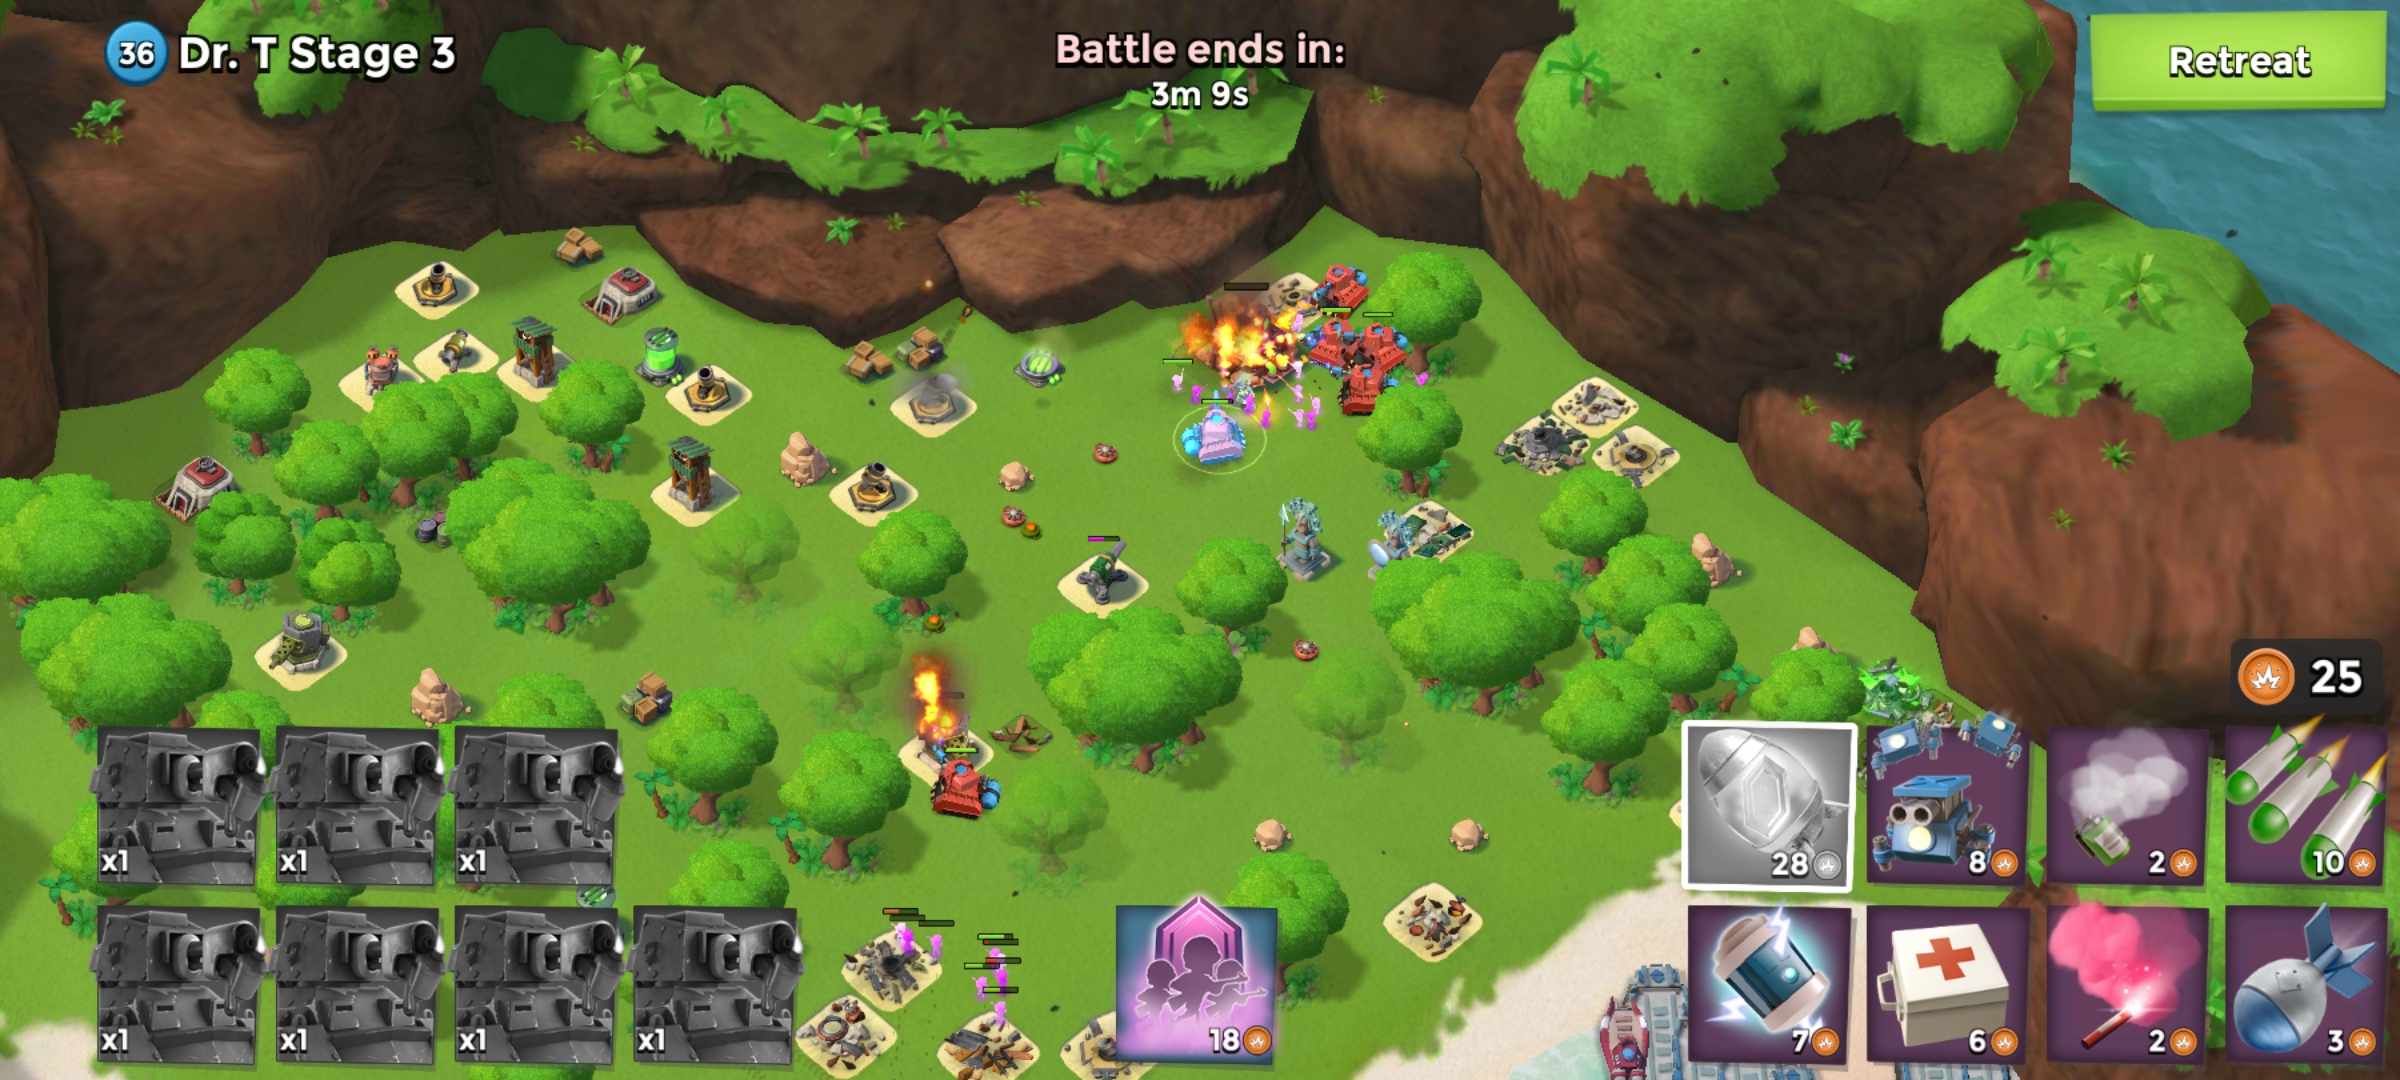 36 Dr. T Stage 3
Battle ends in:
3m 9s
Retreat
25
x1 x1 x1
28 8 2 10
x1 x1 x1 x1
18
7 6 2 3